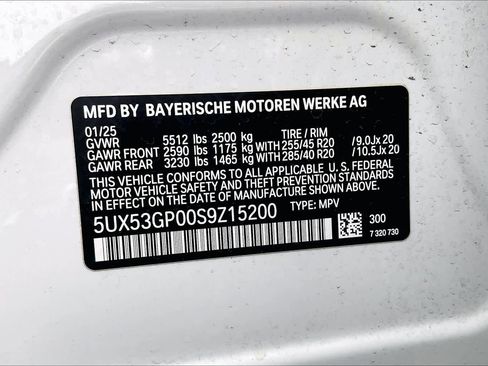 MFD BY BAYERISCHE MOTOREN WERKE AG
01/25
GVWR 5512 lbs 2500 kg TIRE / RIM
GAWR FRONT 2590 lbs 1175 kg WITH 255/45 R20 /9.0Jx 20
GAWR REAR 3230 lbs 1465 kg WITH 285/40 R20 /10.5Jx 20
THIS VEHICLE CONFORMS TO ALL APPLICABLE U.S. FEDERAL
MOTOR VEHICLE SAFETY AND THEFT PREVENTION STANDARDS
IN EFFECT ON THE DATE OF MANUFACTURE SHOWN ABOVE.
5UX53GP00S9Z15200
TYPE: MPV
300
7 320 730